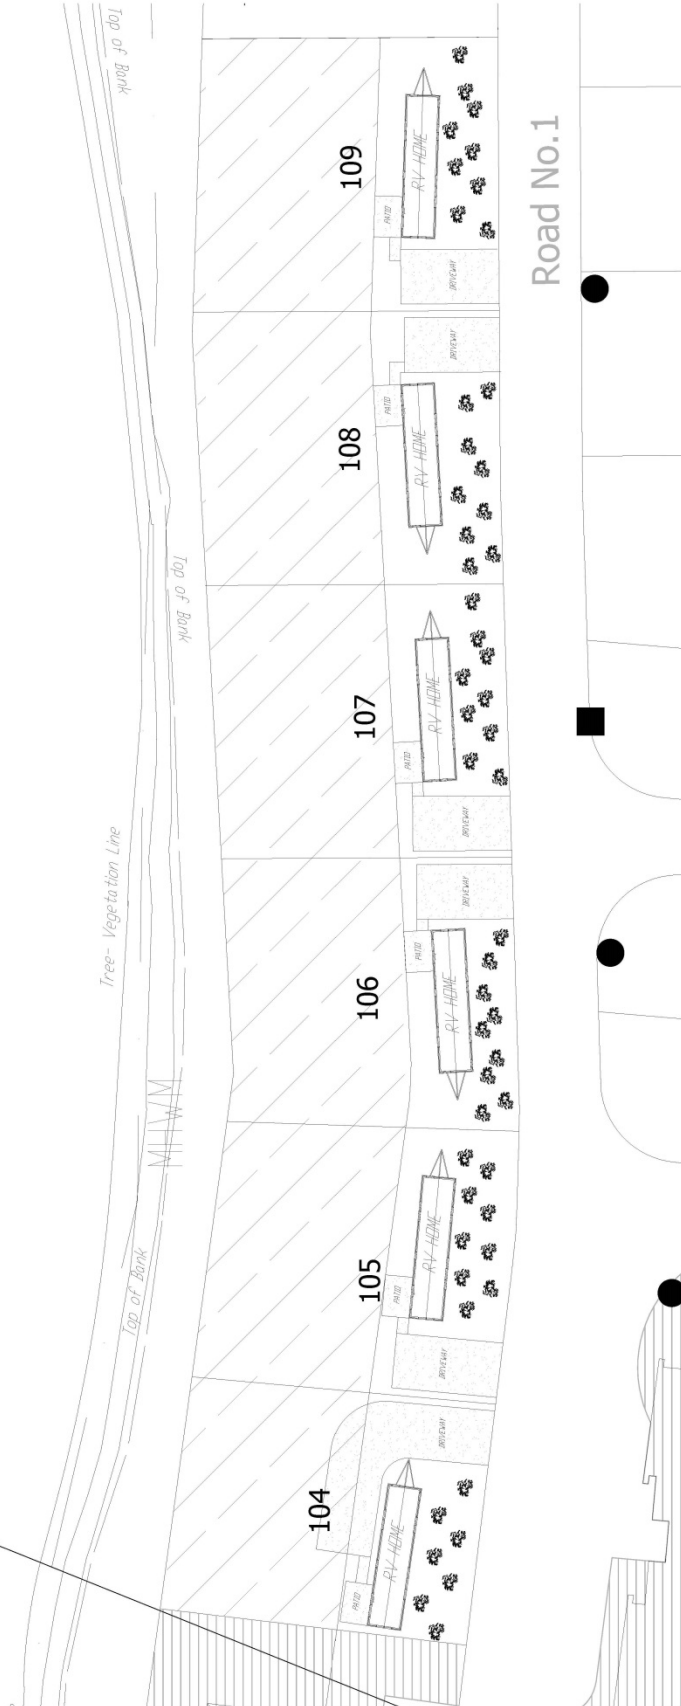 Top of Bank
109
RV HOME
PATIO
DRIVEWAY
Road No.1
DRIVEWAY
PATIO
108
RV HOME
Top of Bank
107
RV HOME
PATIO
DRIVEWAY
Tree- Vegetation Line
DRIVEWAY
PATIO
106
RV HOME
105
RV HOME
PATIO
Top of Bank
DRIVEWAY
DRIVEWAY
104
RV HOME
PATIO